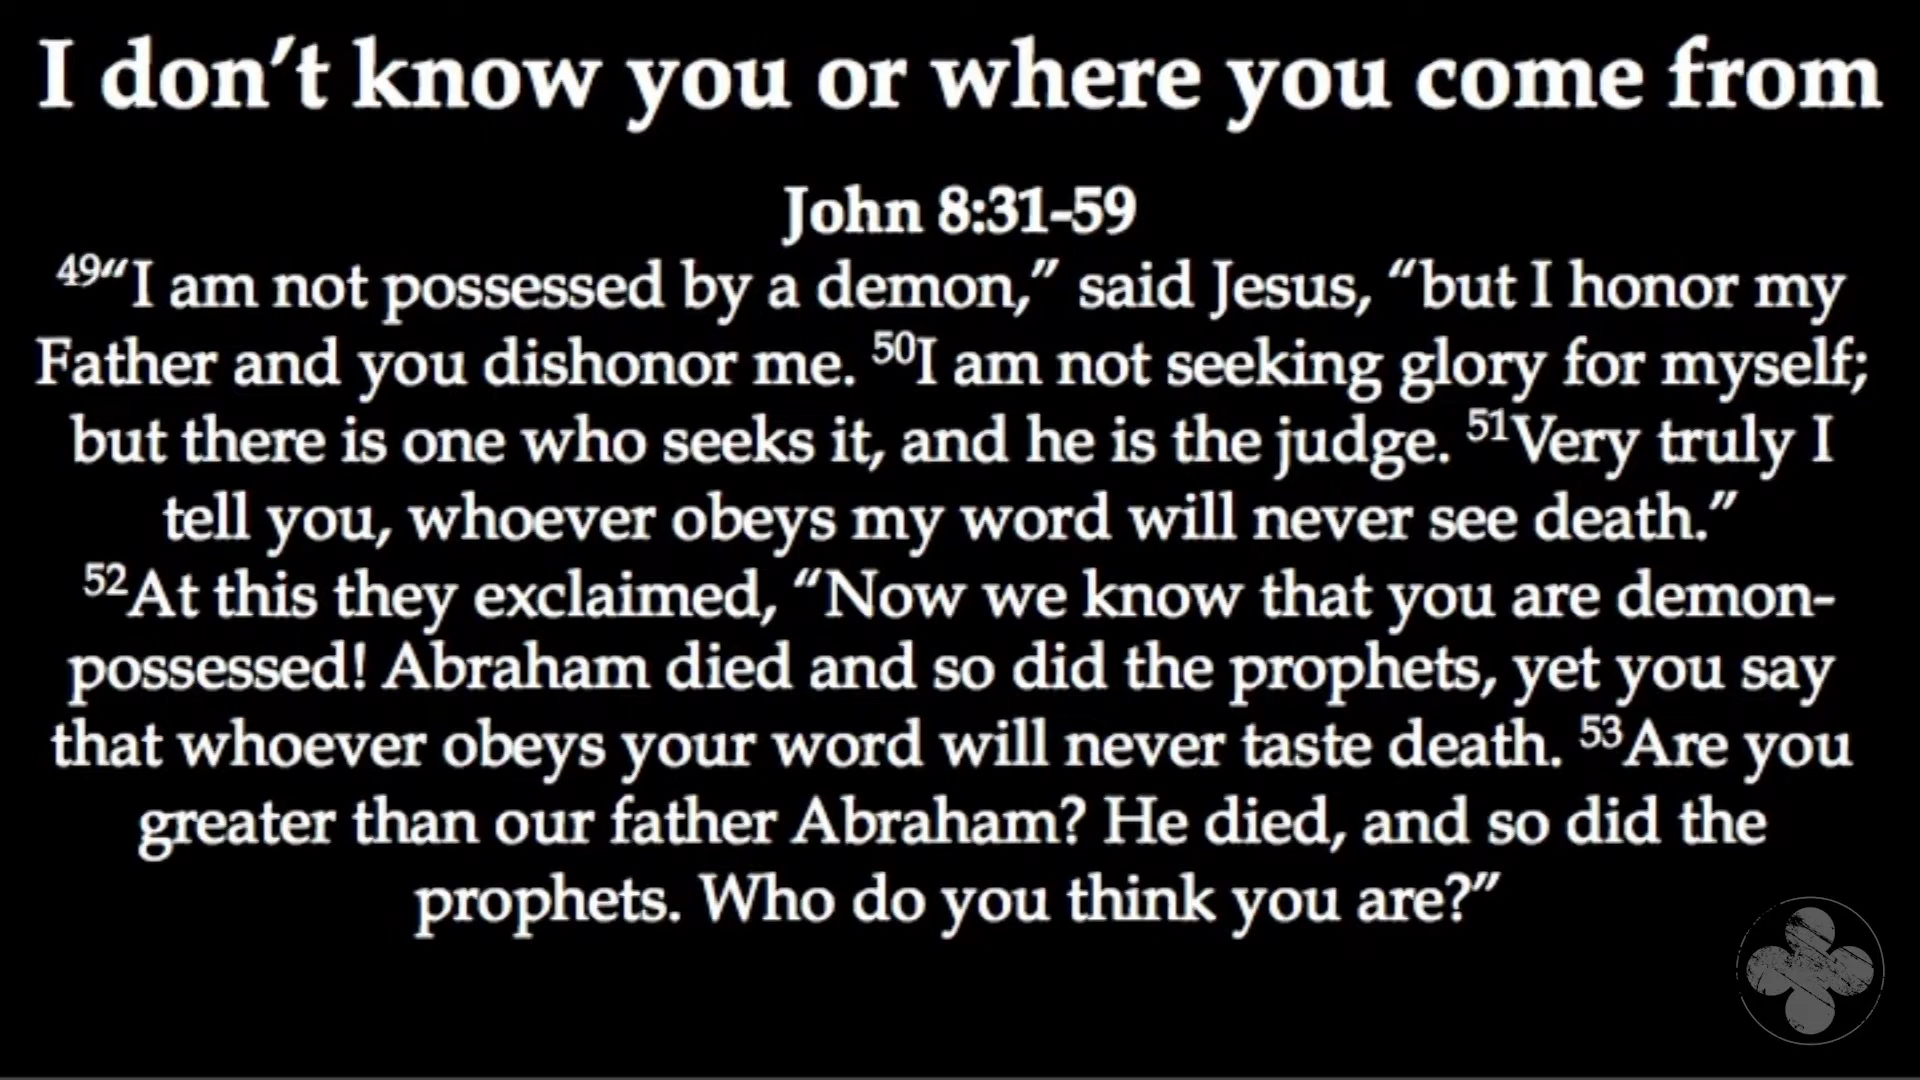 I don’t know you or where you come from
John 8:31-59
49“I am not possessed by a demon,” said Jesus, “but I honor my
Father and you dishonor me. 50I am not seeking glory for myself;
but there is one who seeks it, and he is the judge. 51Very truly I
tell you, whoever obeys my word will never see death.”
52At this they exclaimed, “Now we know that you are demon-
possessed! Abraham died and so did the prophets, yet you say
that whoever obeys your word will never taste death. 53Are you
greater than our father Abraham? He died, and so did the
prophets. Who do you think you are?”